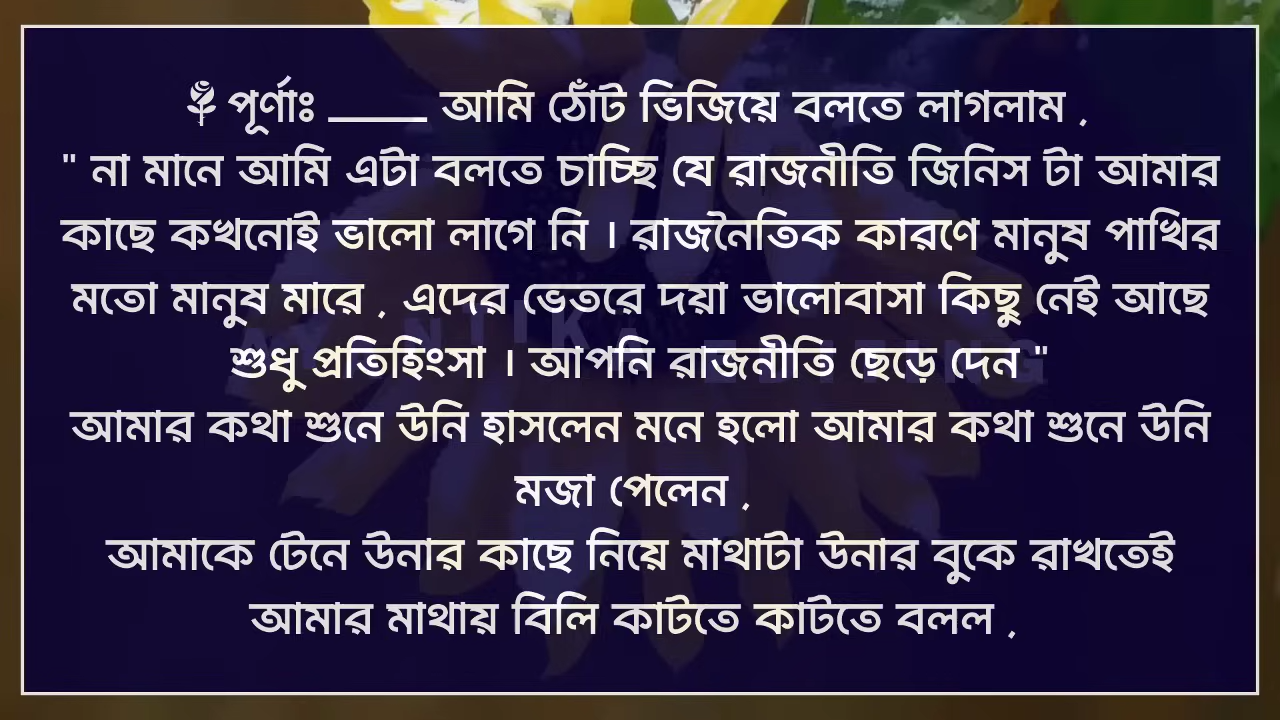 🌹 পূর্ণাঃ _____ আমি ঠোঁট ভিজিয়ে বলতে লাগলাম ,
" না মানে আমি এটা বলতে চাচ্ছি যে রাজনীতি জিনিস টা আমার
কাছে কখনোই ভালো লাগে নি । রাজনৈতিক কারণে মানুষ পাখির
মতো মানুষ মারে , এদের ভেতরে দয়া ভালোবাসা কিছু নেই আছে
শুধু প্রতিহিংসা । আপনি রাজনীতি ছেড়ে দেন "
আমার কথা শুনে উনি হাসলেন মনে হলো আমার কথা শুনে উনি
মজা পেলেন ,
আমাকে টেনে উনার কাছে নিয়ে মাথাটা উনার বুকে রাখতেই
আমার মাথায় বিলি কাটতে কাটতে বলল ,